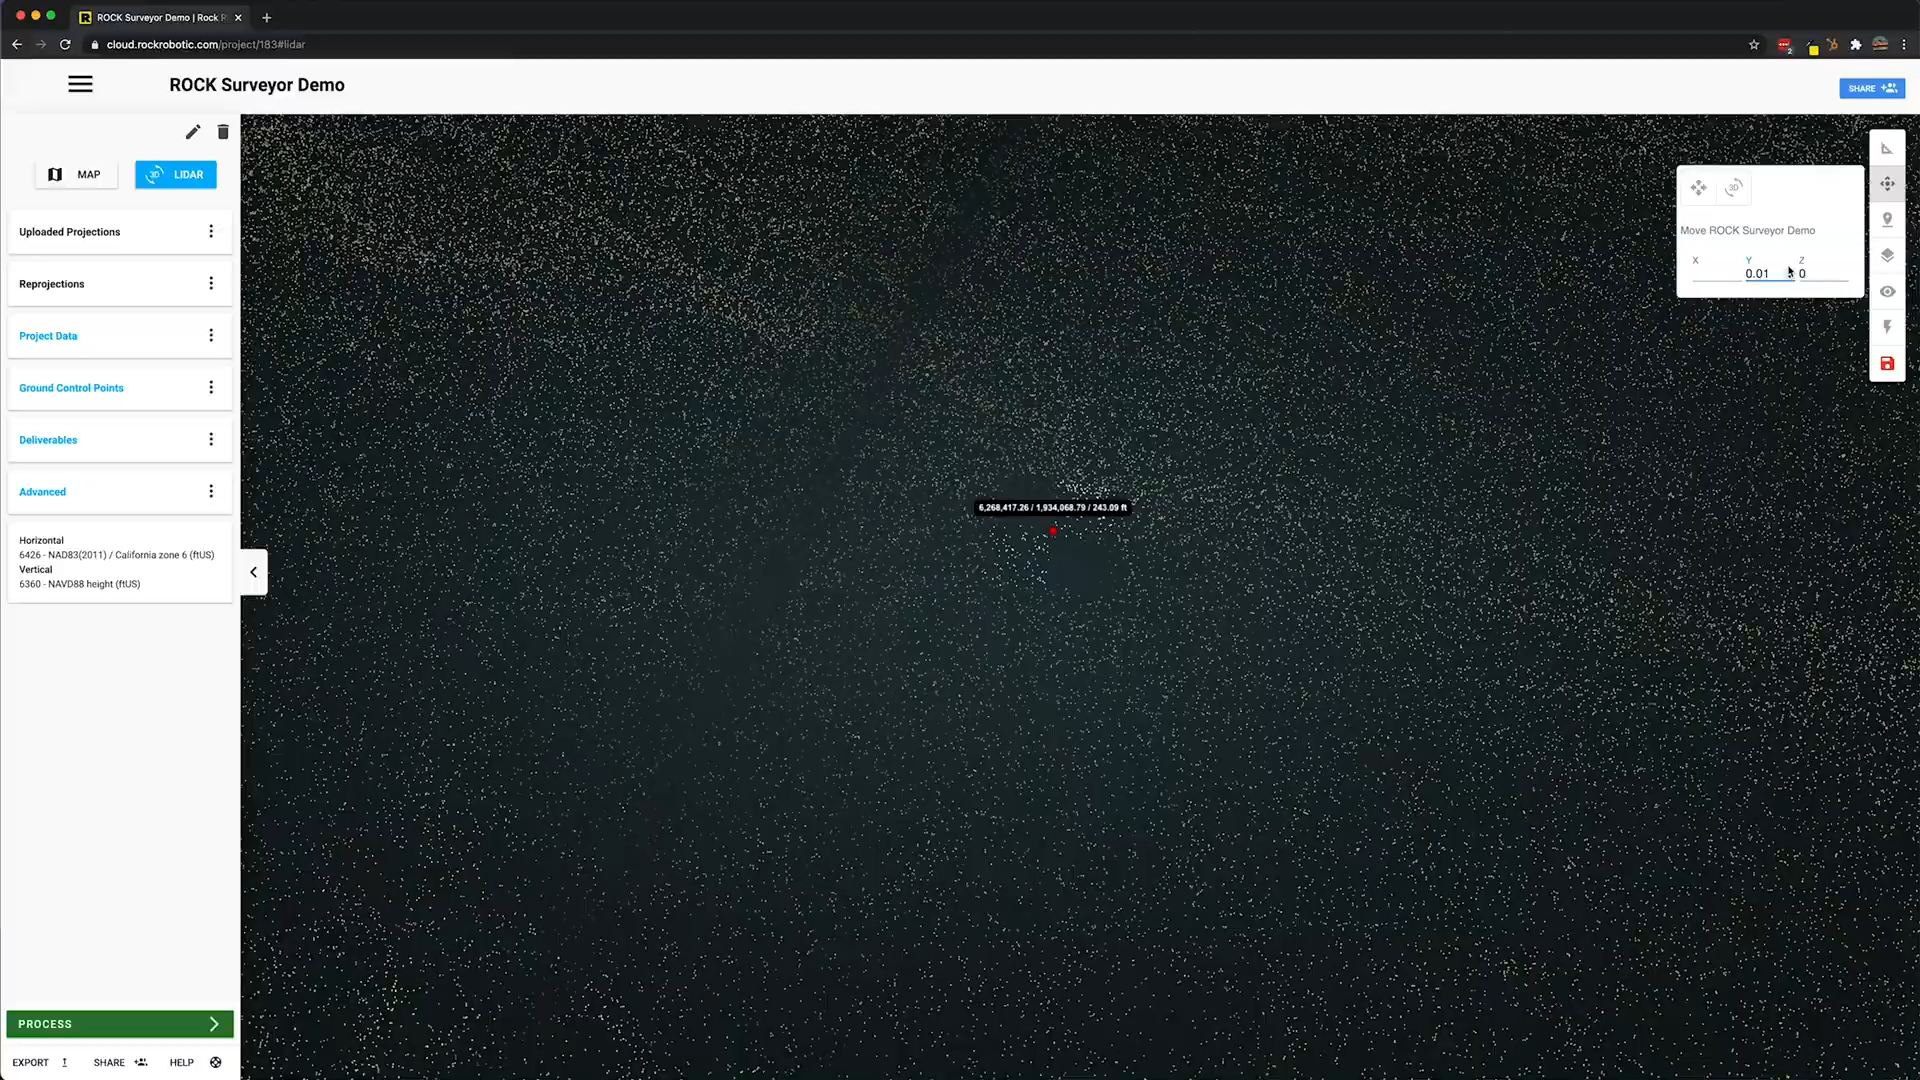 ROCK Surveyor Demo | Rock R
cloud.rockrobotic.com/project/183#lidar
2
ROCK Surveyor Demo
SHARE
MAP
3D LIDAR
Uploaded Projections
Reprojections
Project Data
Ground Control Points
Deliverables
Advanced
Horizontal
6426 - NAD83(2011) / California zone 6 (ftUS)
Vertical
6360 - NAVD88 height (ftUS)
PROCESS
EXPORT
SHARE
HELP
6,268,417.26 / 1,934,068.79 / 243.09 ft
3D
Move ROCK Surveyor Demo
X Y Z
0.01 0